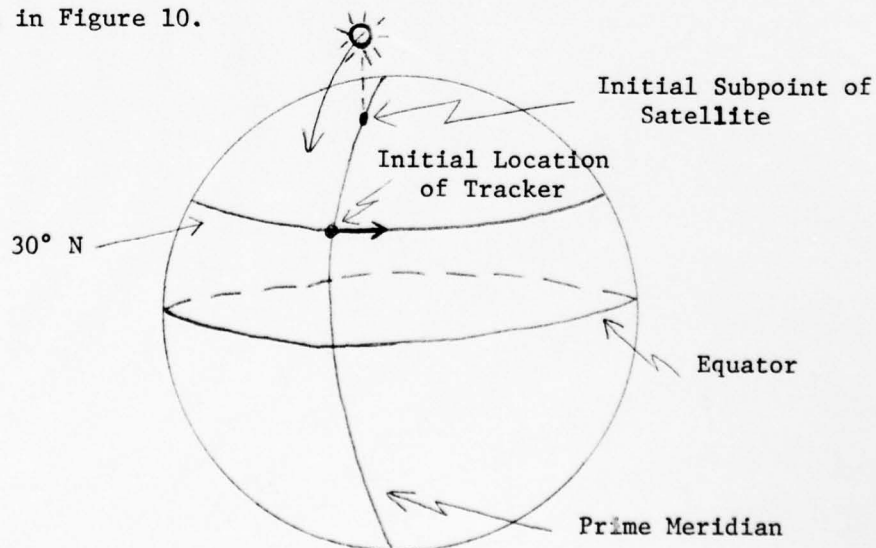 in Figure 10.
Initial Subpoint of
Satellite
Initial Location
of Tracker
30° N
Equator
Prime Meridian